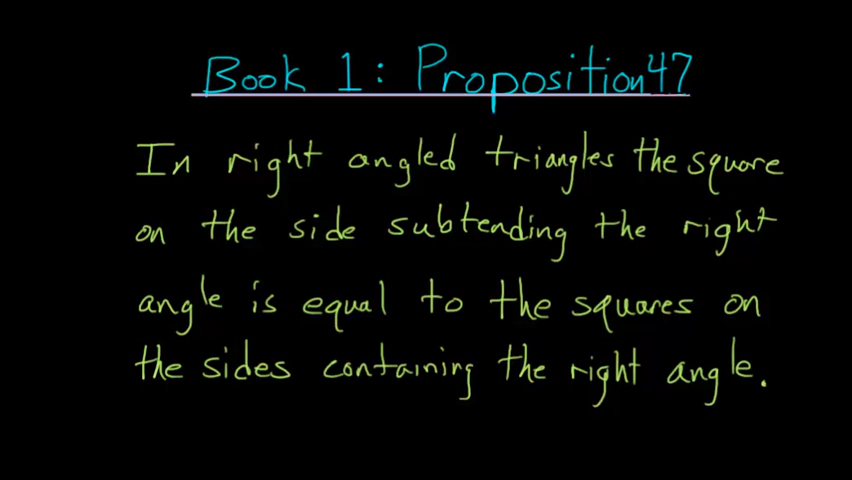 Book 1: Proposition 47
In right angled triangles the square
on the side subtending the right
angle is equal to the squares on
the sides containing the right angle.